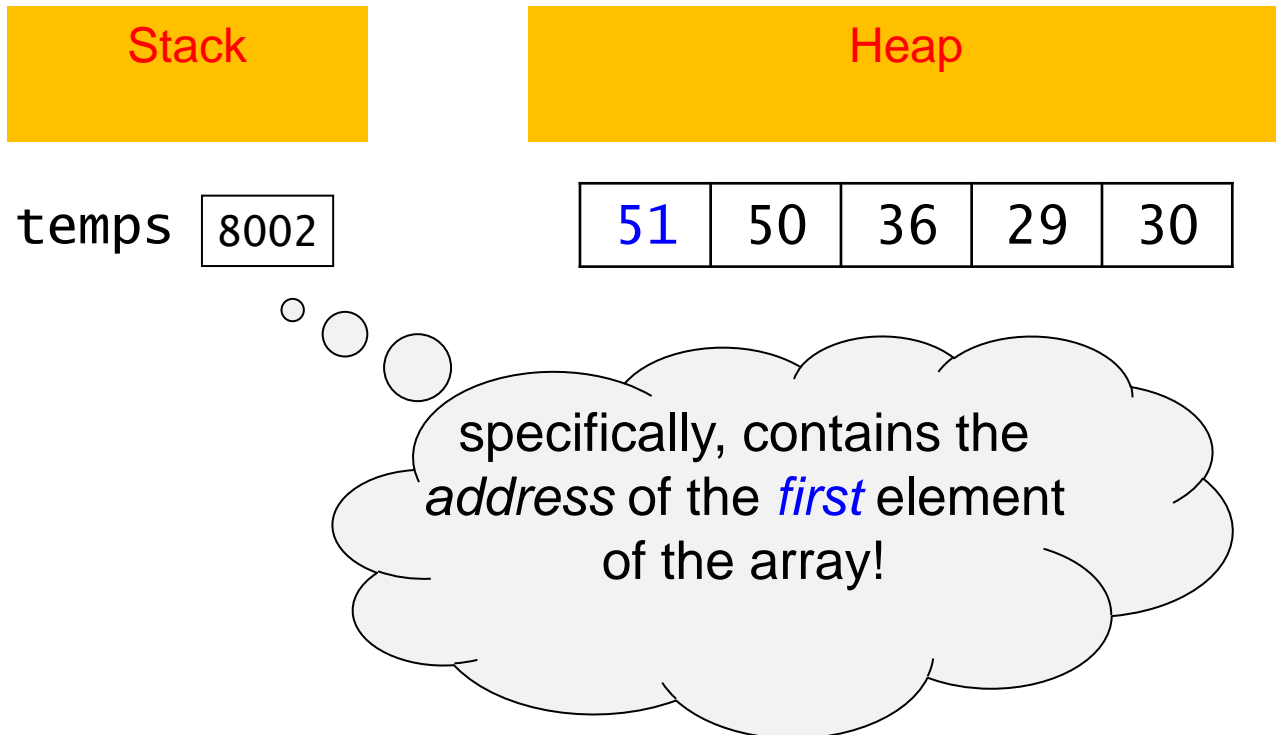 Stack Heap
temps 8002 51 50 36 29 30
specifically, contains the
address of the first element
of the array!